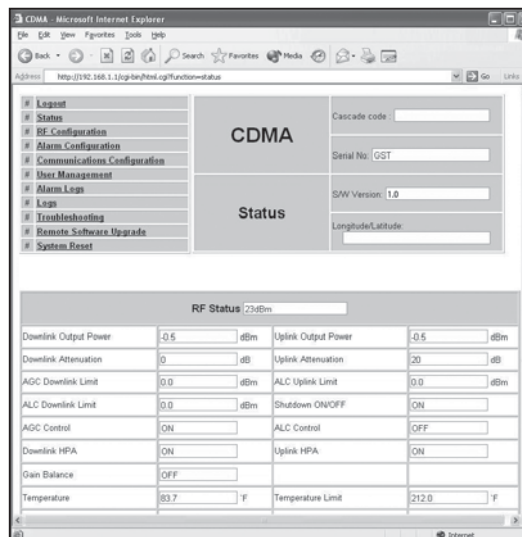 CDMA - Microsoft Internet Explorer
File Edit View Favorites Tools Help
Back Search Favorites Media
Address http://192.168.1.1/cgi-bin/html.cgi?function=status Go Links
# Logout
# Status
# RF Configuration
# Alarm Configuration
# Communications Configuration
# User Management
# Alarm Logs
# Logs
# Troubleshooting
# Remote Software Upgrade
# System Reset
CDMA
Status
Cascade code :
Serial No: GST
S/W Version: 1.0
Longitude/Latitude:
RF Status 23dBm
Downlink Output Power -0.5 dBm Uplink Output Power -0.5 dBm
Downlink Attenuation 0 dB Uplink Attenuation 20 dB
AGC Downlink Limit 0.0 dBm ALC Uplink Limit 0.0 dBm
ALC Downlink Limit 0.0 dBm Shutdown ON/OFF ON
AGC Control ON ALC Control OFF
Downlink HPA ON Uplink HPA ON
Gain Balance OFF
Temperature 83.7 °F Temperature Limit 212.0 °F
Internet